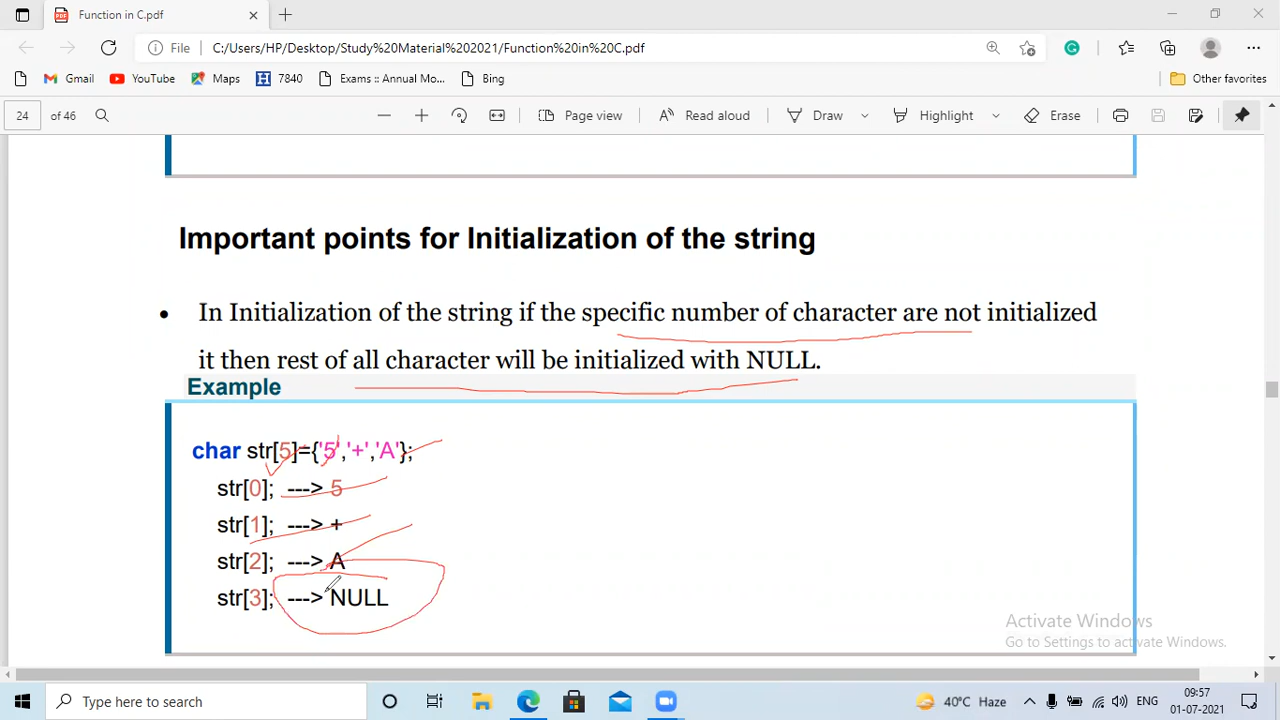 Function in C.pdf
File C:/Users/HP/Desktop/Study%20Material%202021/Function%20in%20C.pdf
Gmail YouTube Maps 7840 Exams :: Annual Mo... Bing Other favorites
24 of 46 Page view Read aloud Draw Highlight Erase
Important points for Initialization of the string
• In Initialization of the string if the specific number of character are not initialized
it then rest of all character will be initialized with NULL.
Example
char str[5]={'5','+','A'};
str[0]; ---> 5
str[1]; ---> +
str[2]; ---> A
str[3]; ---> NULL
Activate Windows
Go to Settings to activate Windows.
Type here to search 40°C Haze ENG 09:57
01-07-2021